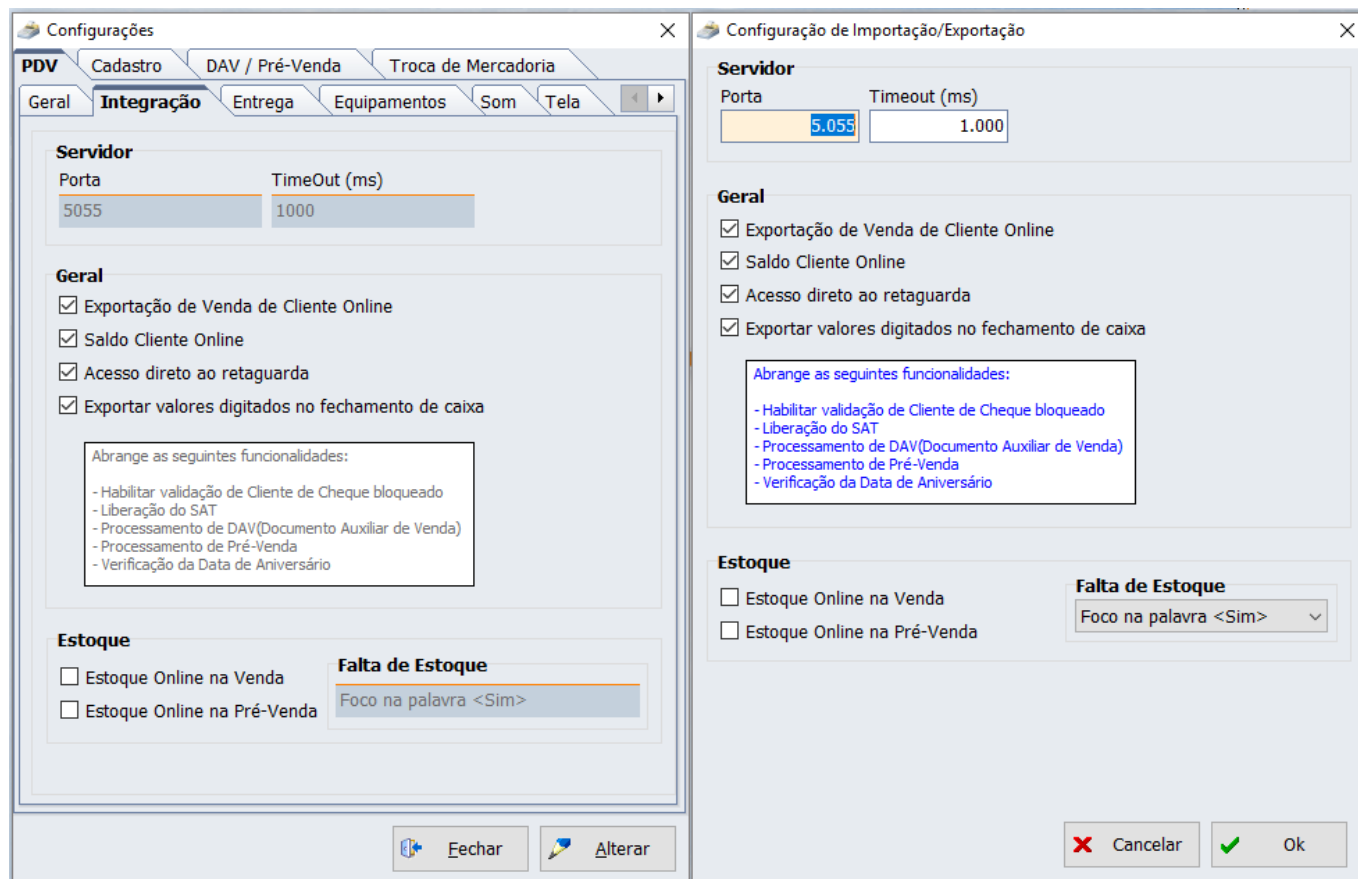 Configurações
PDV Cadastro DAV / Pré-Venda Troca de Mercadoria
Geral Integração Entrega Equipamentos Som Tela
Servidor
Porta TimeOut (ms)
5055 1000
Geral
Exportação de Venda de Cliente Online
Saldo Cliente Online
Acesso direto ao retaguarda
Exportar valores digitados no fechamento de caixa
Abrange as seguintes funcionalidades:
- Habilitar validação de Cliente de Cheque bloqueado
- Liberação do SAT
- Processamento de DAV(Documento Auxiliar de Venda)
- Processamento de Pré-Venda
- Verificação da Data de Aniversário
Estoque
Estoque Online na Venda
Estoque Online na Pré-Venda
Falta de Estoque
Foco na palavra <Sim>
Fechar Alterar
Configuração de Importação/Exportação
Servidor
Porta Timeout (ms)
5.055 1.000
Geral
Exportação de Venda de Cliente Online
Saldo Cliente Online
Acesso direto ao retaguarda
Exportar valores digitados no fechamento de caixa
Abrange as seguintes funcionalidades:
- Habilitar validação de Cliente de Cheque bloqueado
- Liberação do SAT
- Processamento de DAV(Documento Auxiliar de Venda)
- Processamento de Pré-Venda
- Verificação da Data de Aniversário
Estoque
Estoque Online na Venda
Estoque Online na Pré-Venda
Falta de Estoque
Foco na palavra <Sim>
Cancelar Ok